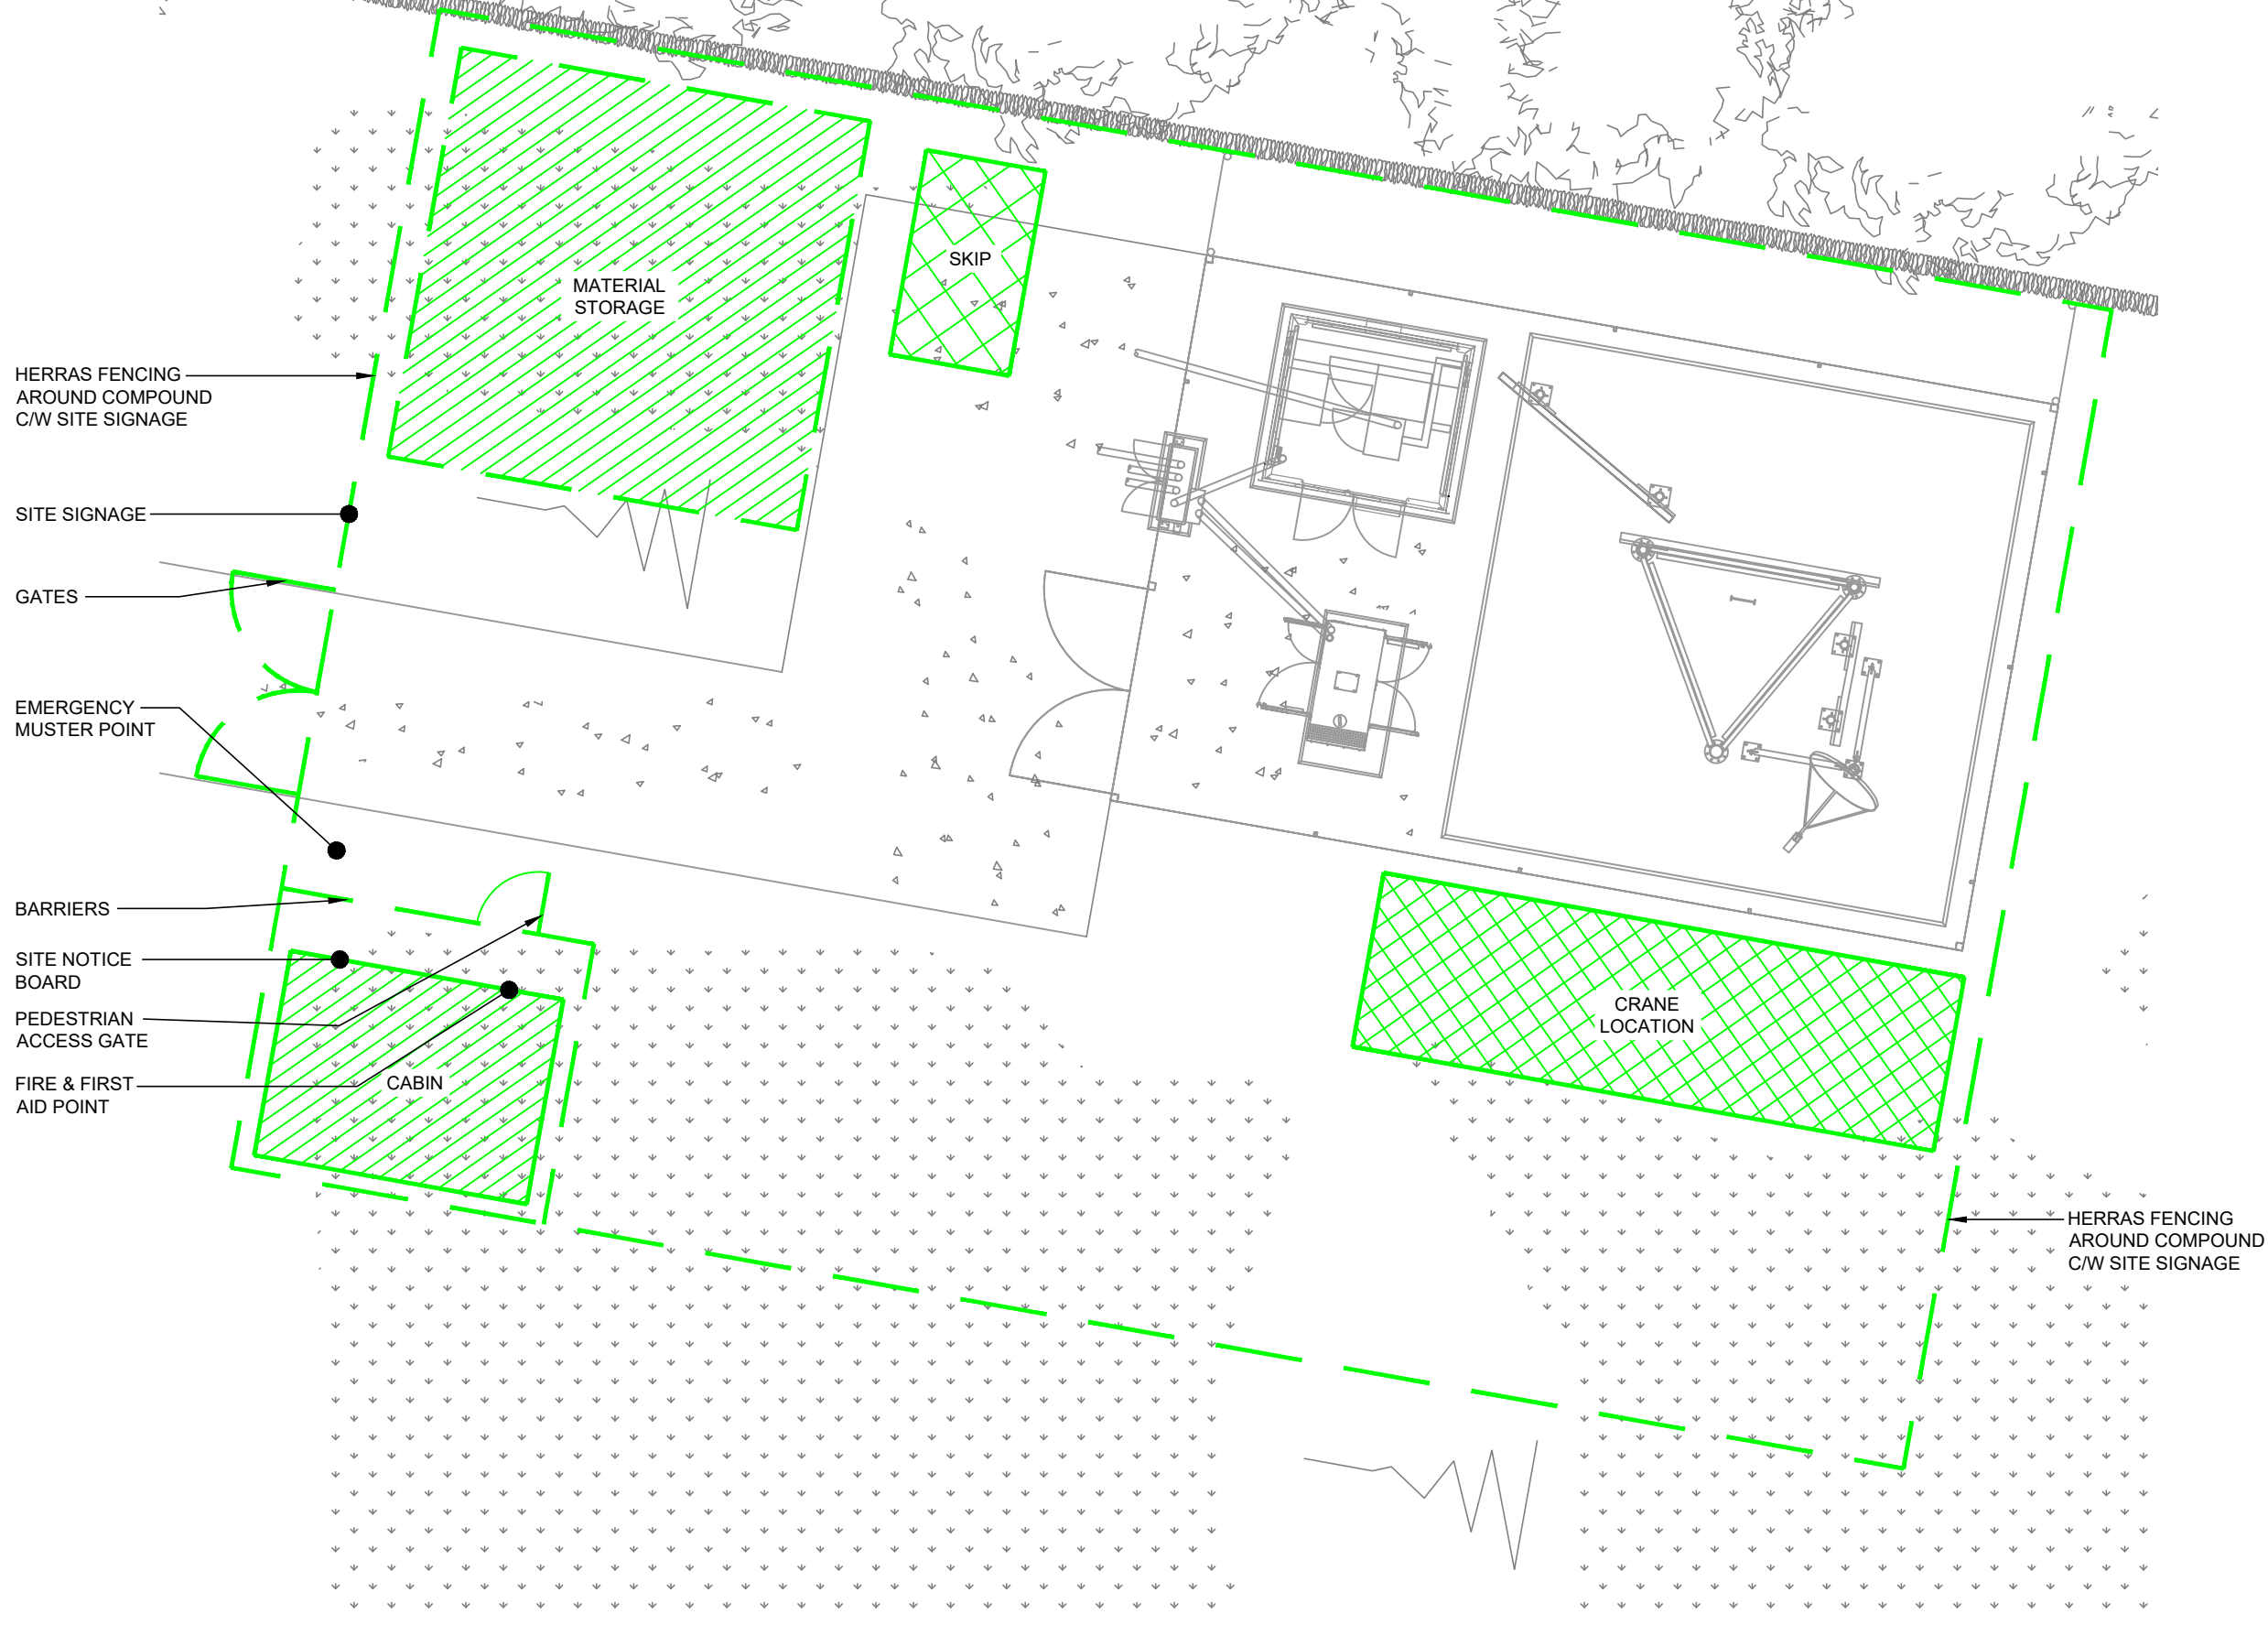 SKIP
MATERIAL
STORAGE
HERRAS FENCING
AROUND COMPOUND
C/W SITE SIGNAGE
SITE SIGNAGE
GATES
EMERGENCY
MUSTER POINT
BARRIERS
SITE NOTICE
BOARD
PEDESTRIAN
ACCESS GATE
FIRE & FIRST
AID POINT
CABIN
CRANE
LOCATION
HERRAS FENCING
AROUND COMPOUND
C/W SITE SIGNAGE